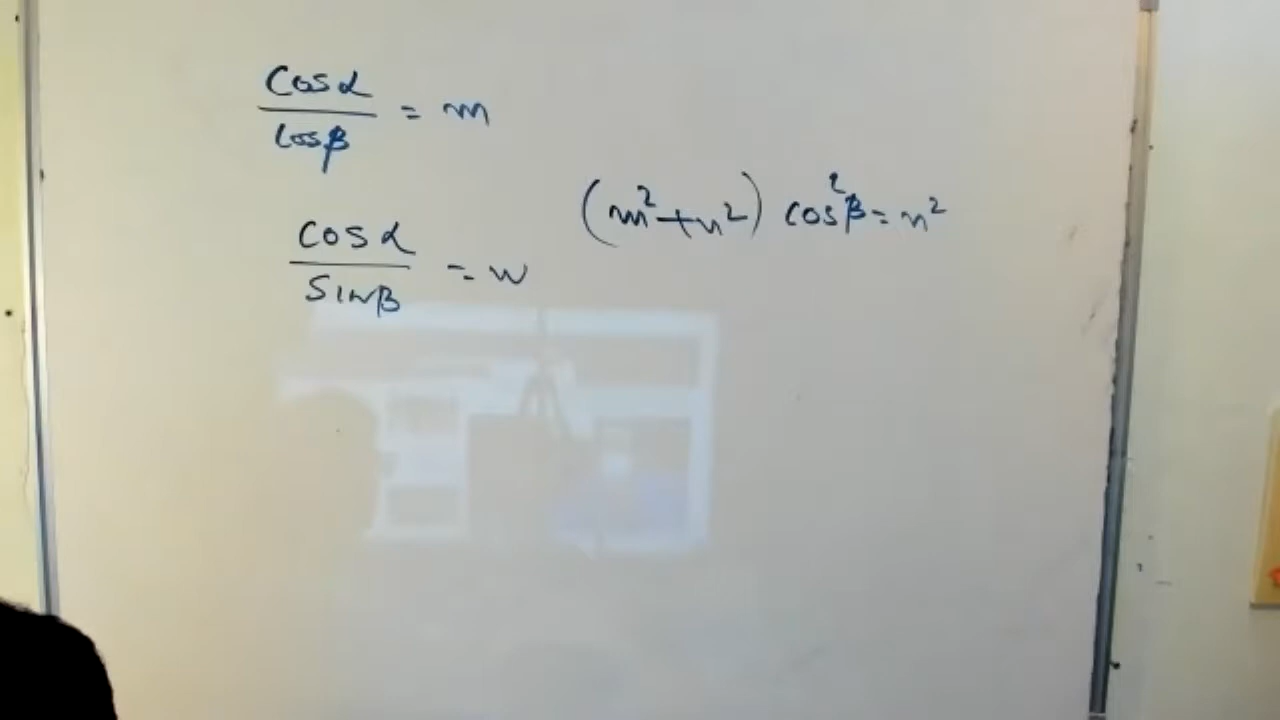 cosα/cosβ = m
(m²+n²) cos²β = n²
cosα/sinβ = n